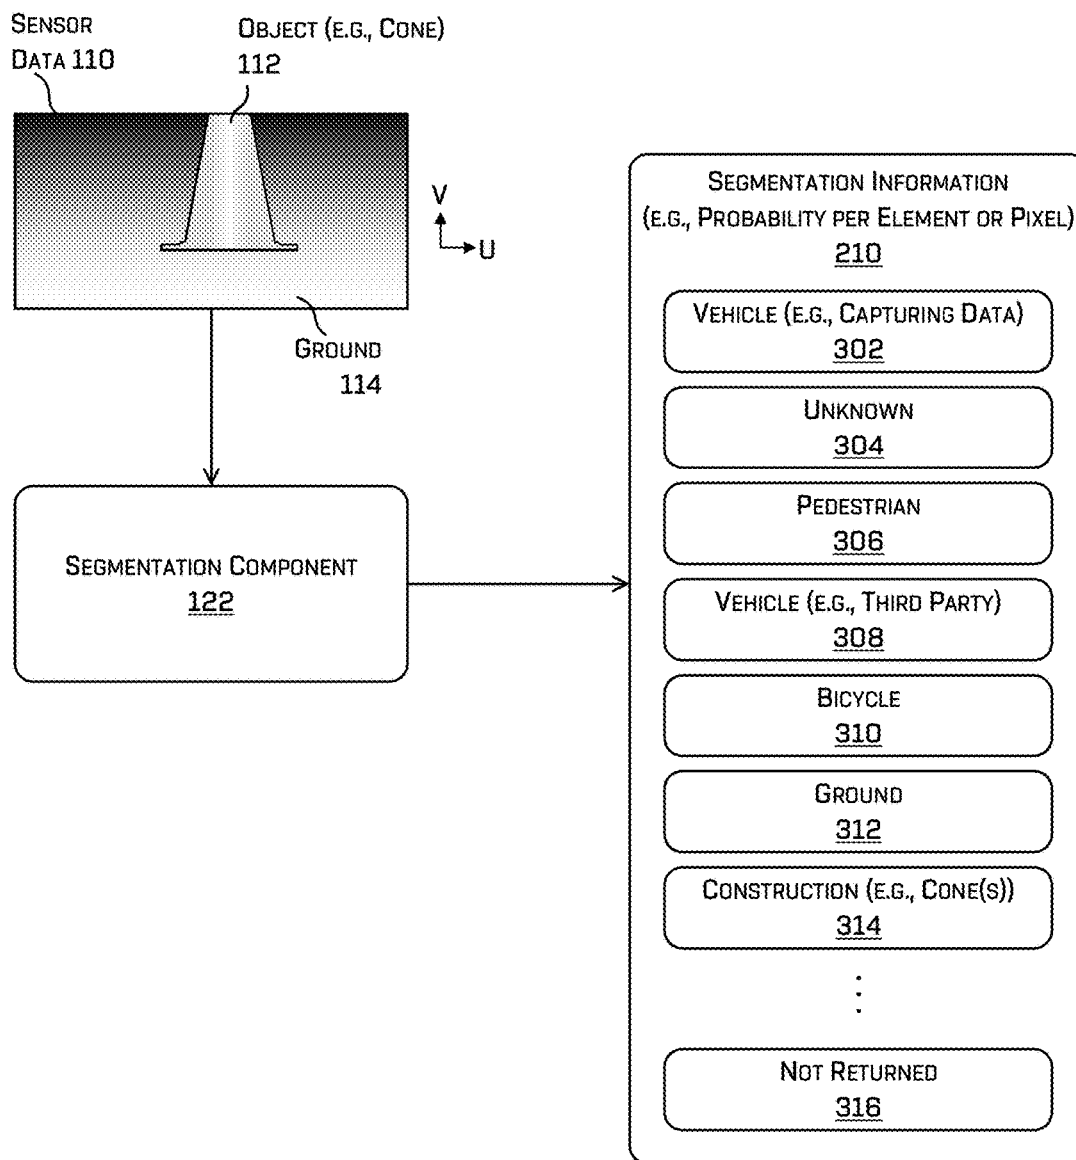 SENSOR
DATA 110
OBJECT (E.G., CONE)
112
V
U
GROUND
114
SEGMENTATION COMPONENT
122
SEGMENTATION INFORMATION
(E.G., PROBABILITY PER ELEMENT OR PIXEL)
210
VEHICLE (E.G., CAPTURING DATA)
302
UNKNOWN
304
PEDESTRIAN
306
VEHICLE (E.G., THIRD PARTY)
308
BICYCLE
310
GROUND
312
CONSTRUCTION (E.G., CONE(S))
314
NOT RETURNED
316